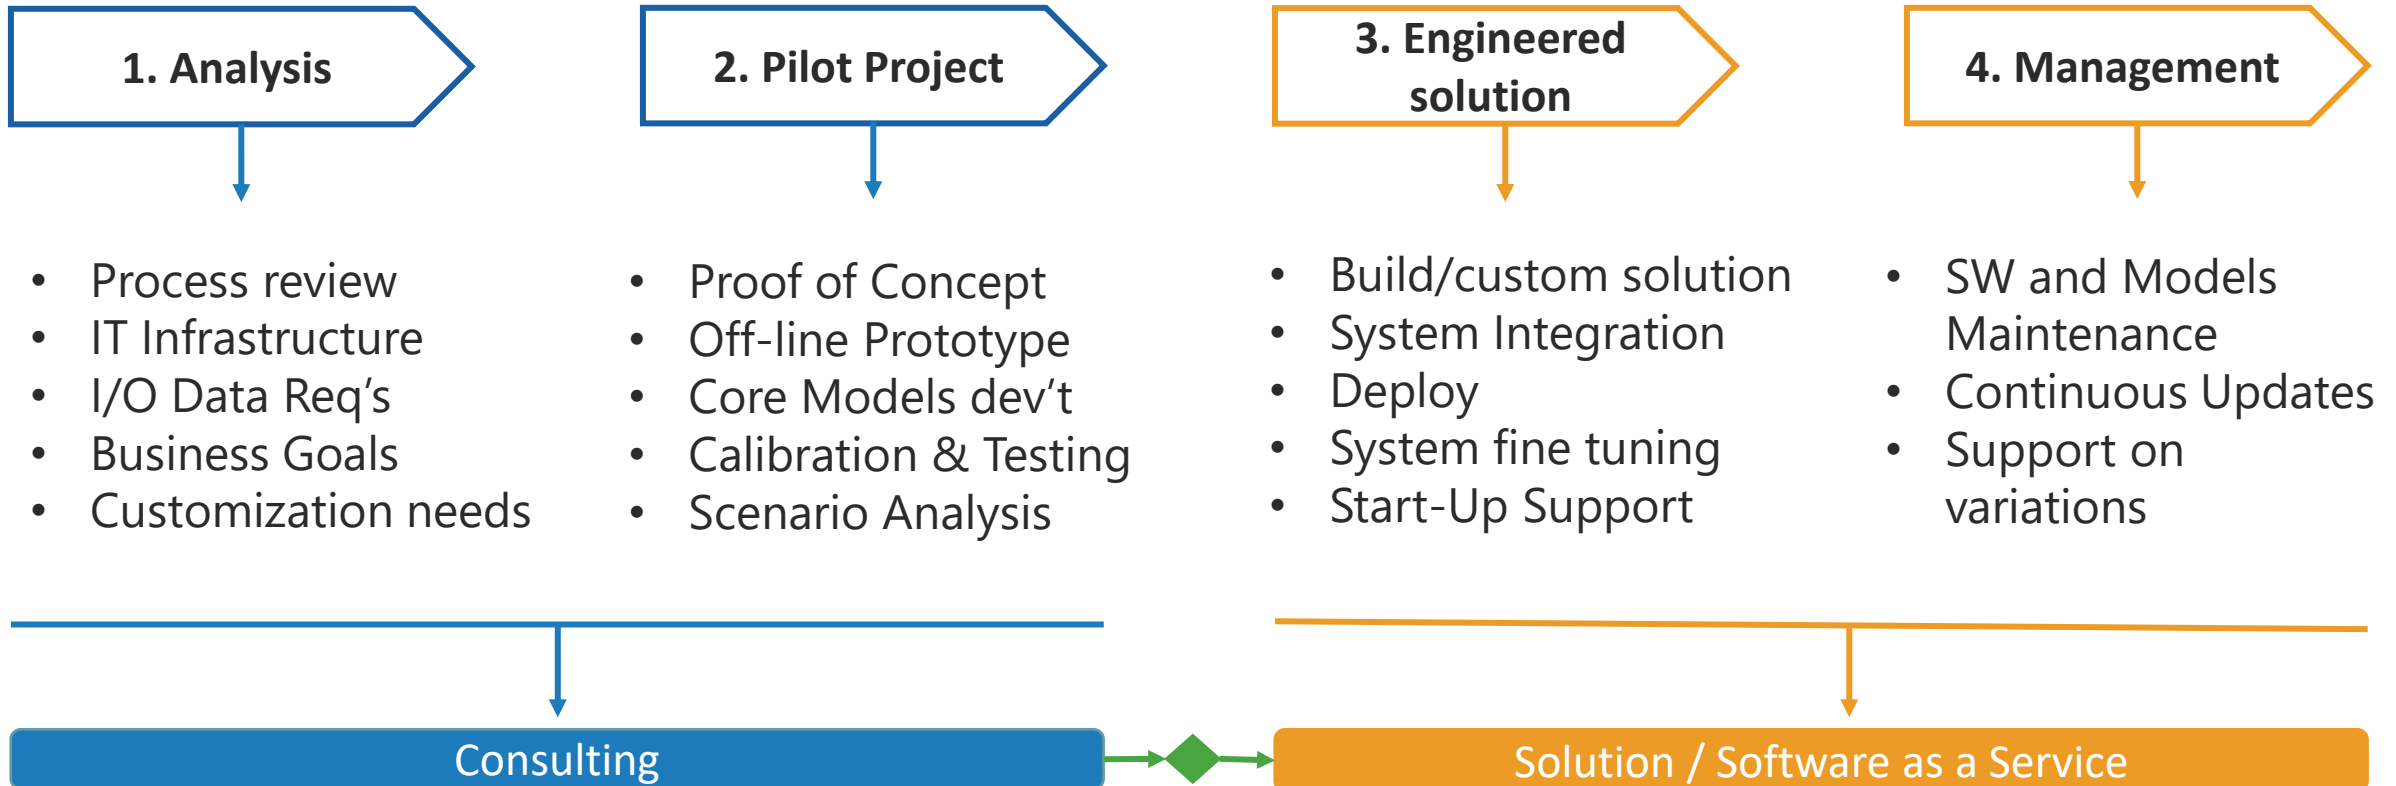 1. Analysis
2. Pilot Project
3. Engineered
solution
4. Management
• Process review
• IT Infrastructure
• I/O Data Req’s
• Business Goals
• Customization needs
• Proof of Concept
• Off-line Prototype
• Core Models dev’t
• Calibration & Testing
• Scenario Analysis
• Build/custom solution
• System Integration
• Deploy
• System fine tuning
• Start-Up Support
• SW and Models
Maintenance
• Continuous Updates
• Support on
variations
Consulting
Solution / Software as a Service